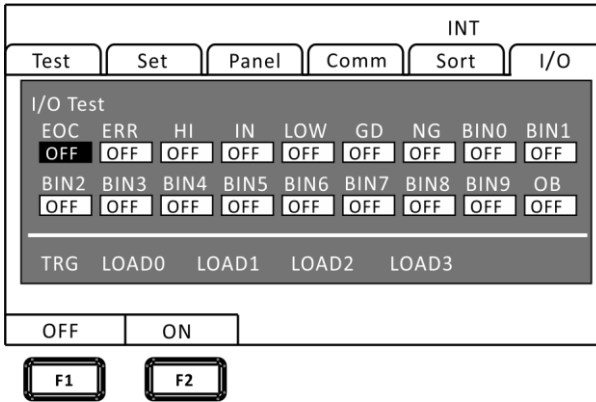 INT
Test Set Panel Comm Sort I/O
I/O Test
EOC ERR HI IN LOW GD NG BIN0 BIN1
OFF OFF OFF OFF OFF OFF OFF OFF OFF
BIN2 BIN3 BIN4 BIN5 BIN6 BIN7 BIN8 BIN9 OB
OFF OFF OFF OFF OFF OFF OFF OFF OFF
TRG LOAD0 LOAD1 LOAD2 LOAD3
OFF ON
F1 F2